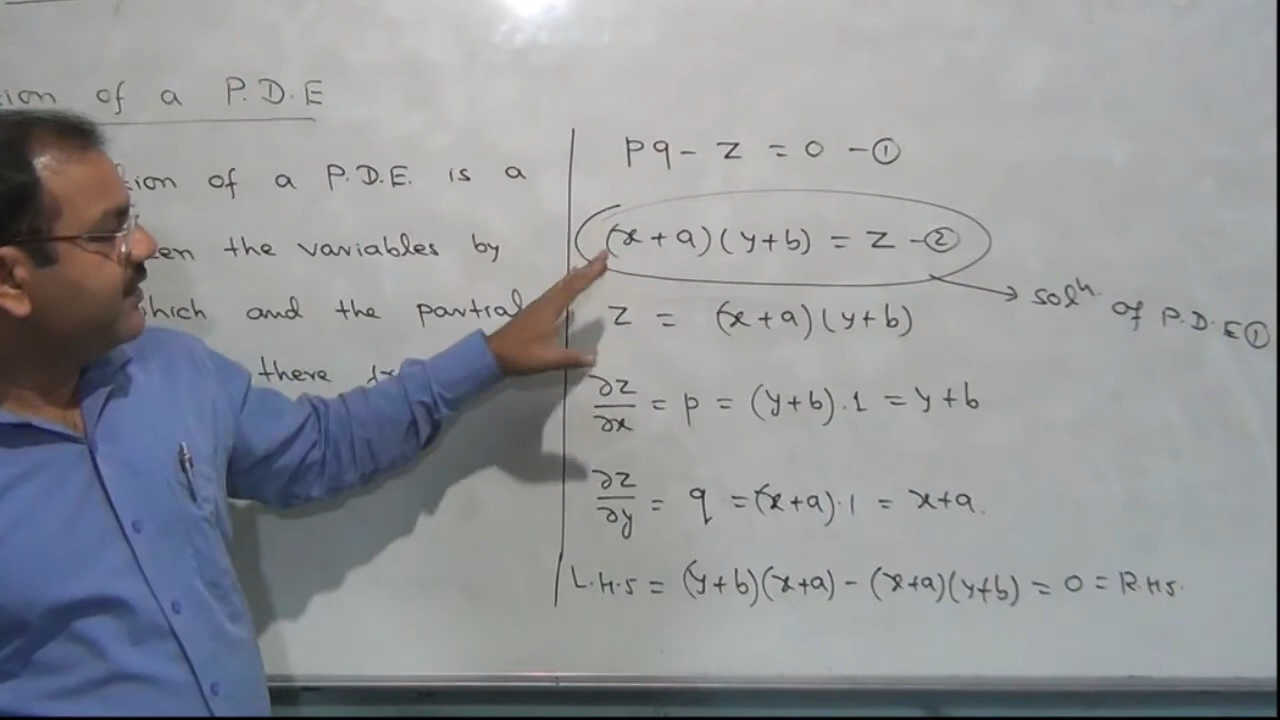 of a P.D.E
of a P.D.E. is a
the variables by
and the partial
there
pq - z = 0 - ①
(x+a)(y+b) = z - ②
→ solⁿ of P.D.E ①
z = (x+a)(y+b)
∂z/∂x = p = (y+b).1 = y+b
∂z/∂y = q = (x+a).1 = x+a.
L.H.S = (y+b)(x+a) - (x+a)(y+b) = 0 = R.H.S.